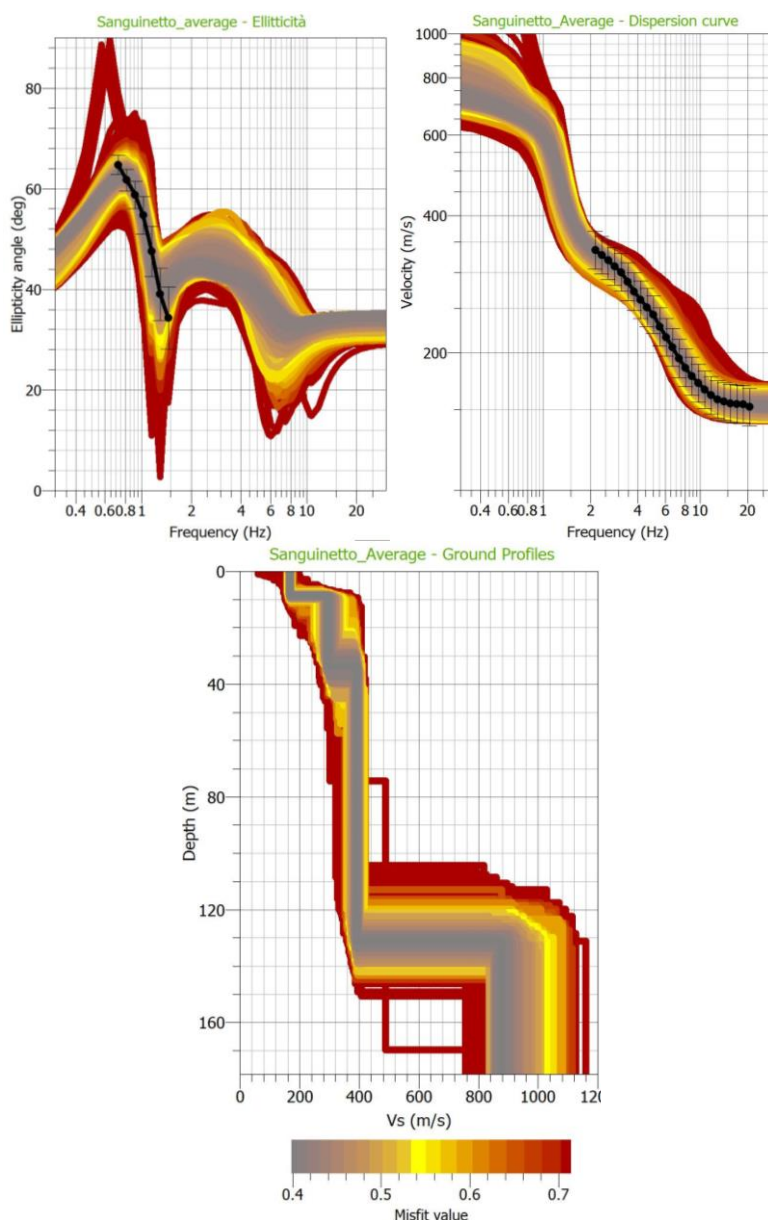 Sanguinetto_average - Ellitticità
80
60
40
20
0
Ellipticity angle (deg)
0.4 0.60.81 2 4 6 8 10 20
Frequency (Hz)
Sanguinetto_Average - Dispersion curve
1000
800
600
400
200
Velocity (m/s)
0.4 0.60.81 2 4 6 8 10 20
Frequency (Hz)
Sanguinetto_Average - Ground Profiles
0
40
80
120
160
Depth (m)
0 200 400 600 800 1000 120
Vs (m/s)
0.4 0.5 0.6 0.7
Misfit value